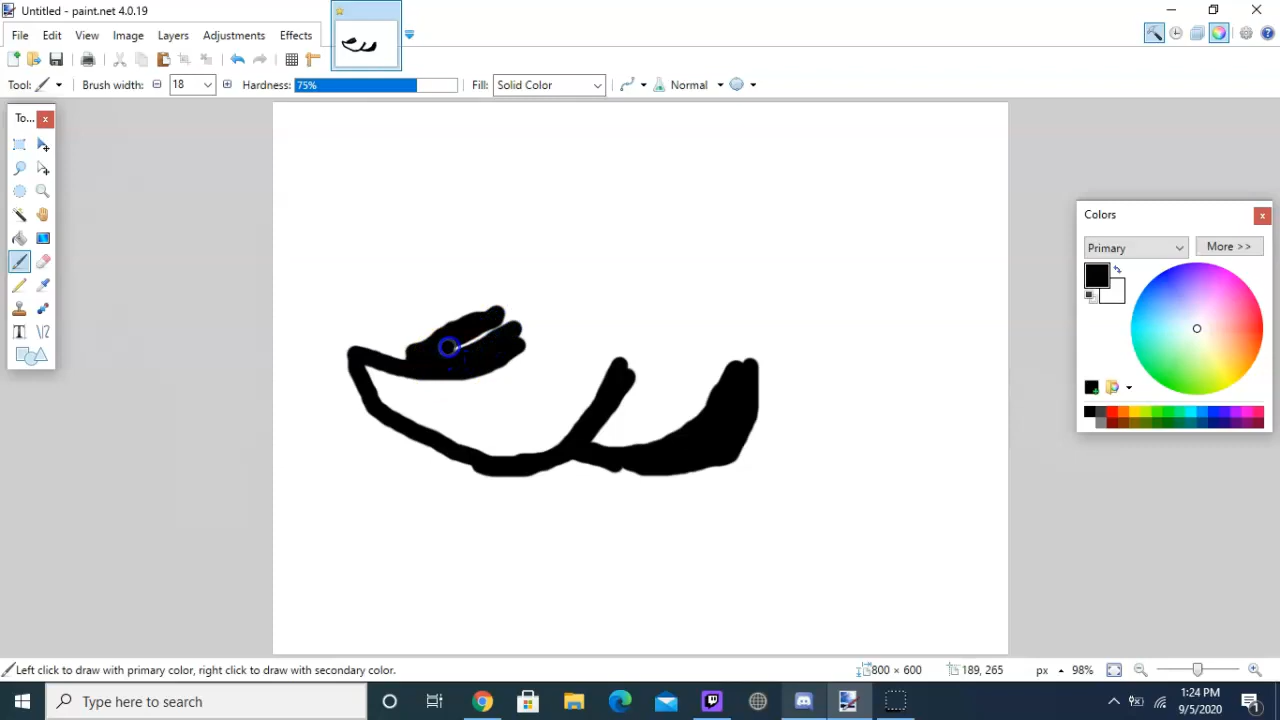 Untitled - paint.net 4.0.19
File Edit View Image Layers Adjustments Effects
Tool: Brush width: 18 Hardness: 75% Fill: Solid Color Normal
To...
Colors
Primary More >>
Left click to draw with primary color, right click to draw with secondary color. 800 × 600 189, 265 px 98%
Type here to search
1:24 PM
9/5/2020
1